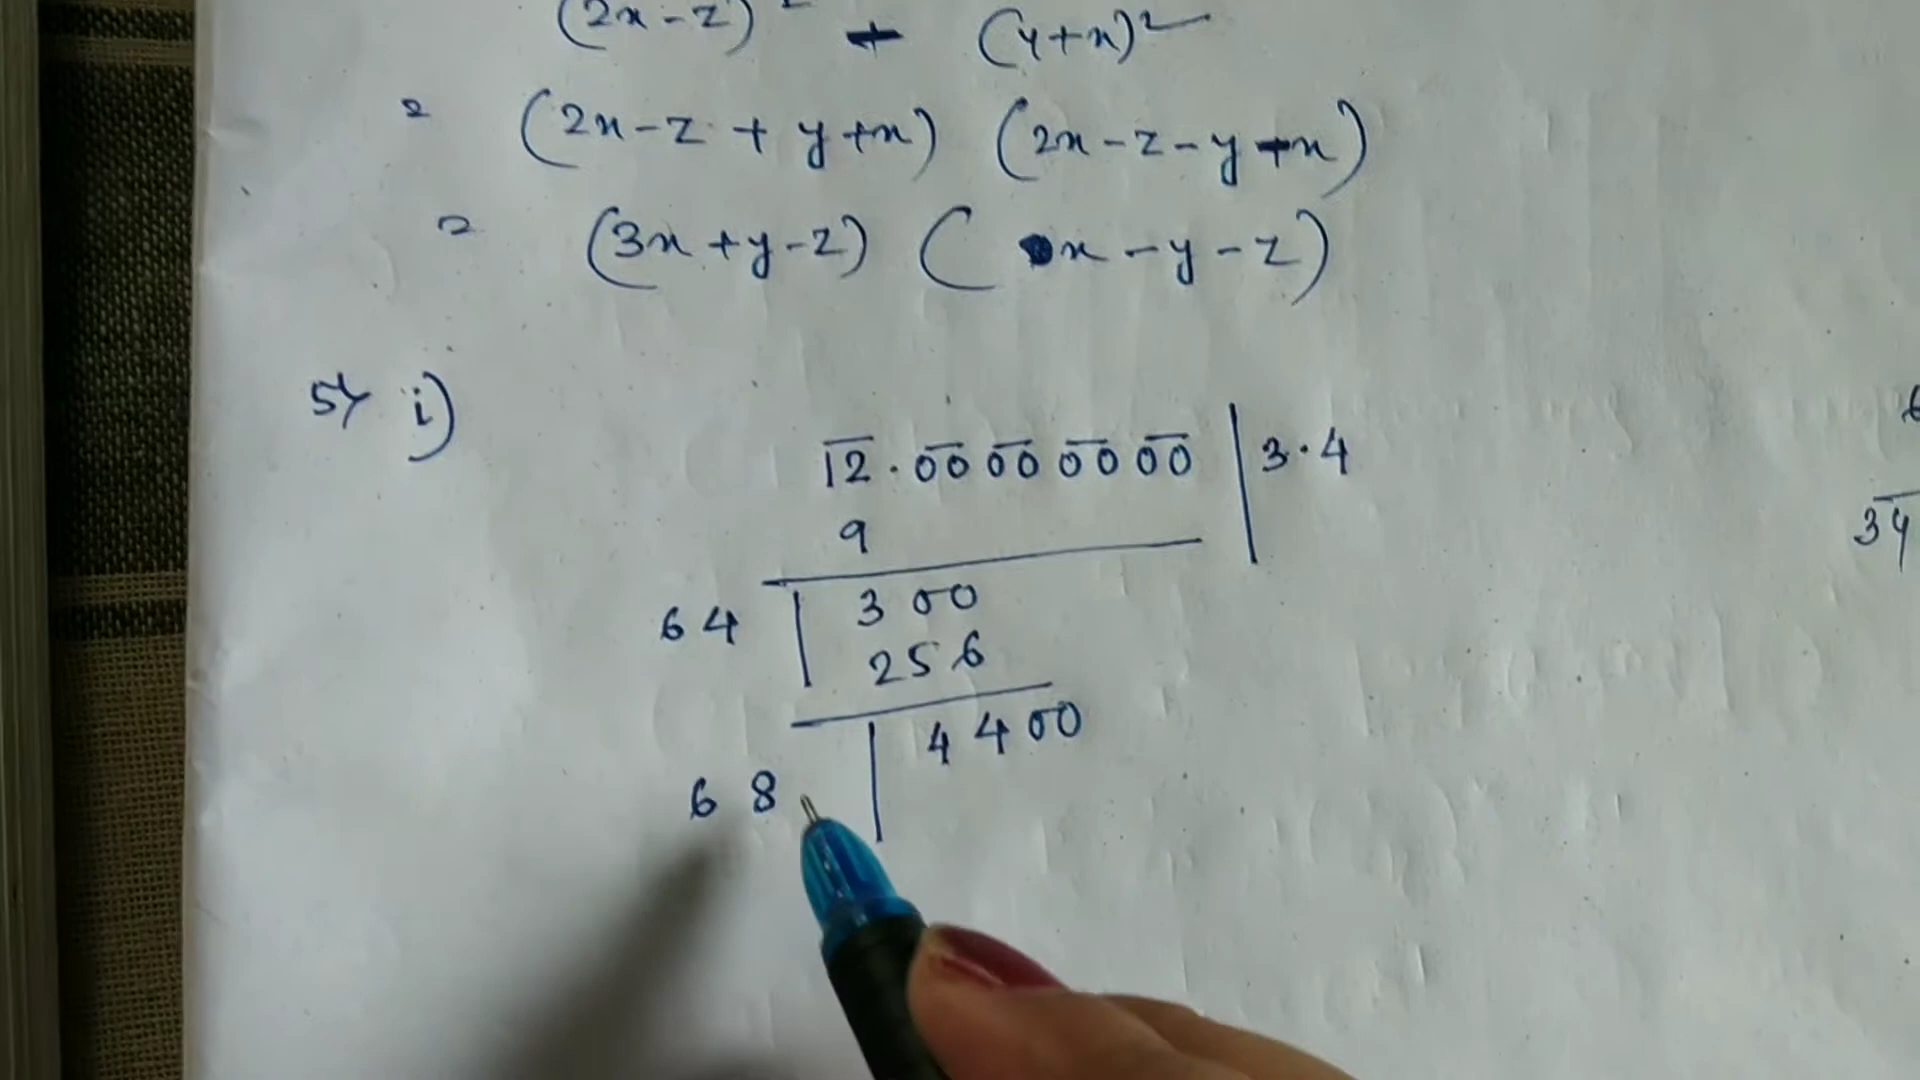 (2x-z)² - (y+x)²
= (2x-z + y+x) (2x-z-y-x)
= (3x+y-z) (x-y-z)
5) i)
12.00 00 00 00 | 3.4
9
64 | 300
256
34
68 | 4400